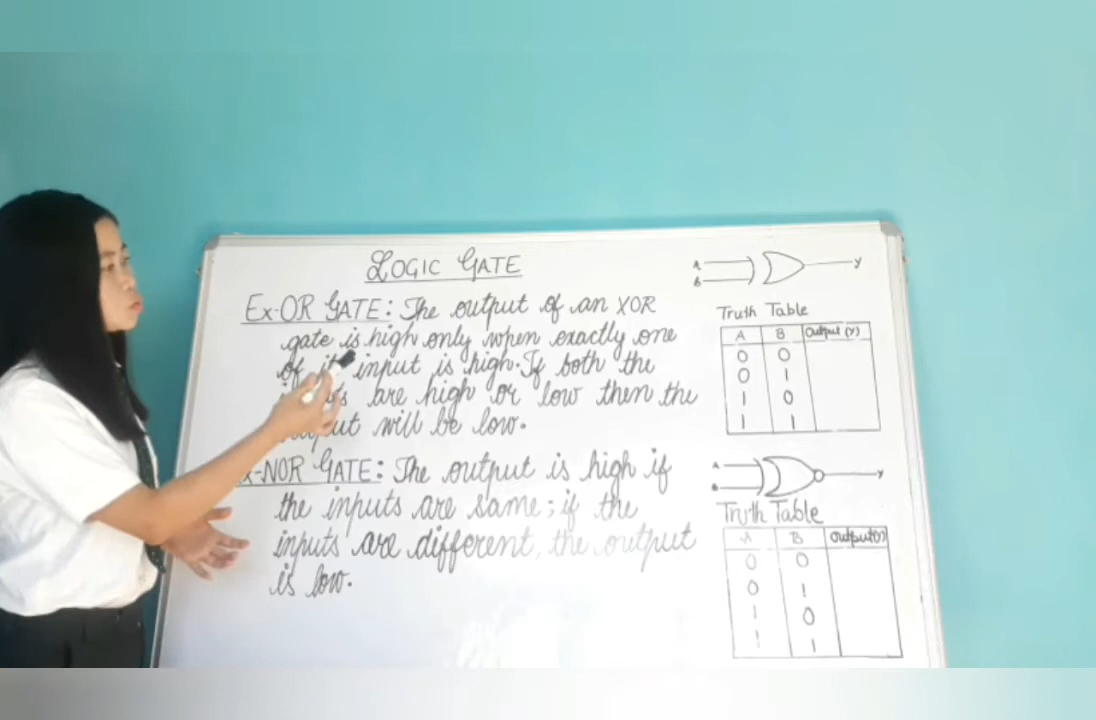 LOGIC GATE
Ex-OR GATE: The output of an XOR
gate is high only when exactly one
of input is high. If both the
are high or low then the
will be low.
-NOR GATE: The output is high if
the inputs are same; if the
inputs are different, the output
is low.
A
B
Y
Truth Table
A B Output (Y)
0 0
0 1
1 0
1 1
Y
Truth Table
A B Output(Y)
0 0
0 1
1 0
1 1